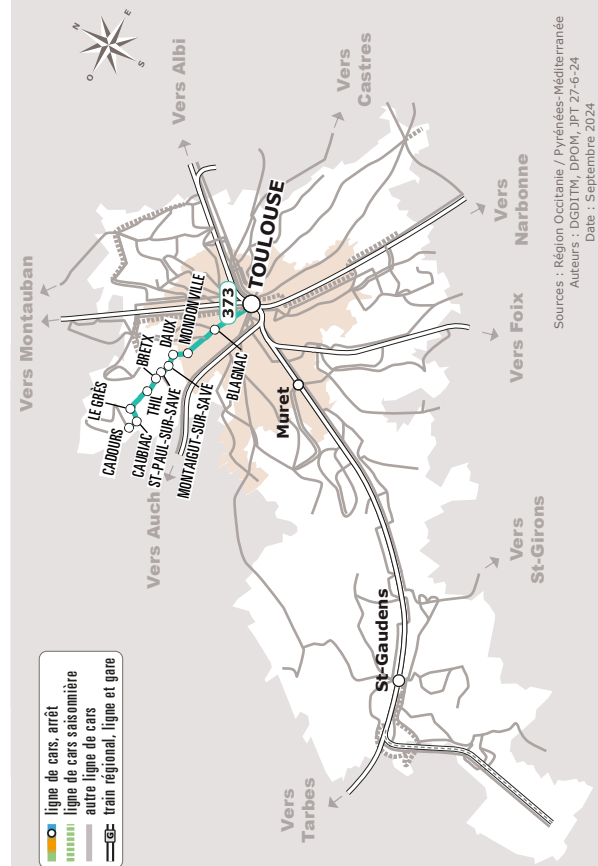 N
E
S
O
Vers Montauban
Vers Albi
Vers
Castres
Vers
Narbonne
Vers Foix
Vers
St-Girons
Vers
Tarbes
Vers Auch
CADOURS
LE GRÈS
CAUBIAC
BRETX
THIL
ST-PAUL-SUR-SAVE
DAUX
MONTAIGUT-SUR-SAVE
MONDONVILLE
BLAGNAC
373
TOULOUSE
Muret
St-Gaudens
ligne de cars, arrêt
ligne de cars saisonnière
autre ligne de cars
G train régional, ligne et gare
Sources : Région Occitanie / Pyrénées-Méditerranée
Auteurs : DGDITM, DPOM, JPT 27-6-24
Date : Septembre 2024